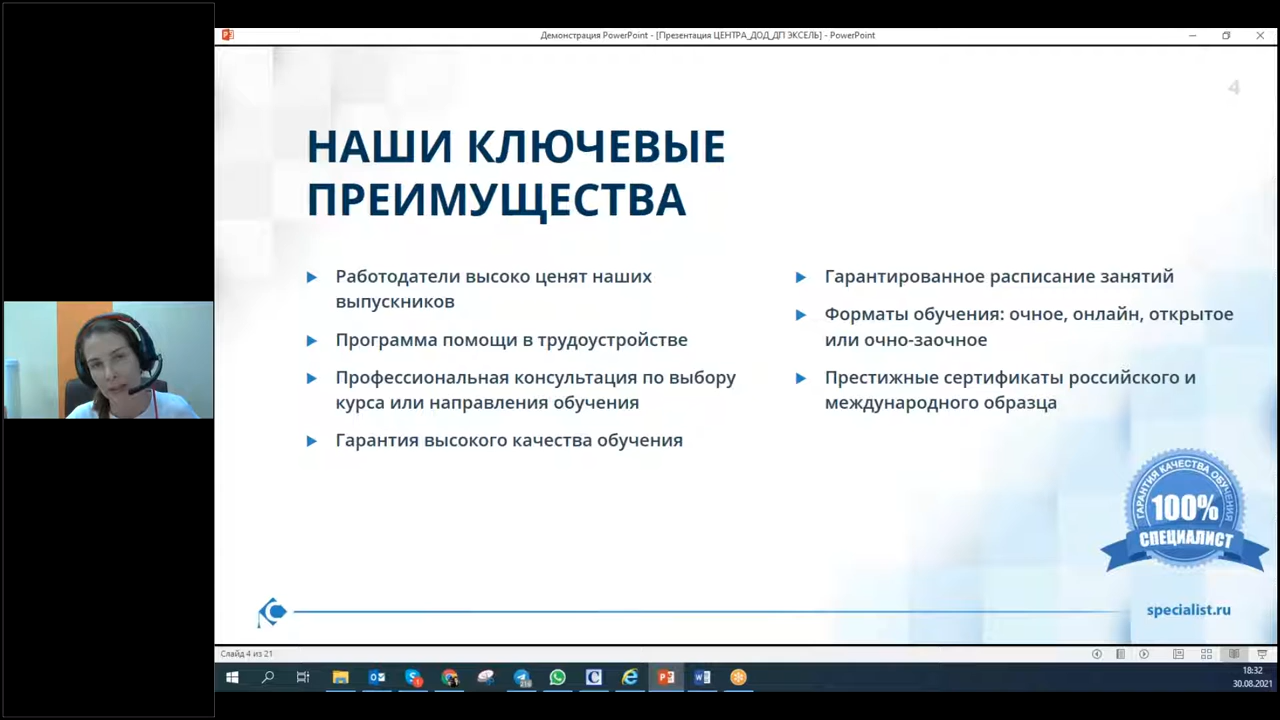 Демонстрация PowerPoint - [Презентация ЦЕНТРА_ДОД_ДП ЭКСЕЛЬ] - PowerPoint
4
НАШИ КЛЮЧЕВЫЕ
ПРЕИМУЩЕСТВА
Работодатели высоко ценят наших
выпускников
Программа помощи в трудоустройстве
Профессиональная консультация по выбору
курса или направления обучения
Гарантия высокого качества обучения
Гарантированное расписание занятий
Форматы обучения: очное, онлайн, открытое
или очно-заочное
Престижные сертификаты российского и
международного образца
ГАРАНТИЯ КАЧЕСТВА ОБУЧЕНИЯ
100%
СПЕЦИАЛИСТ
specialist.ru
Слайд 4 из 21
18:32
30.08.2021